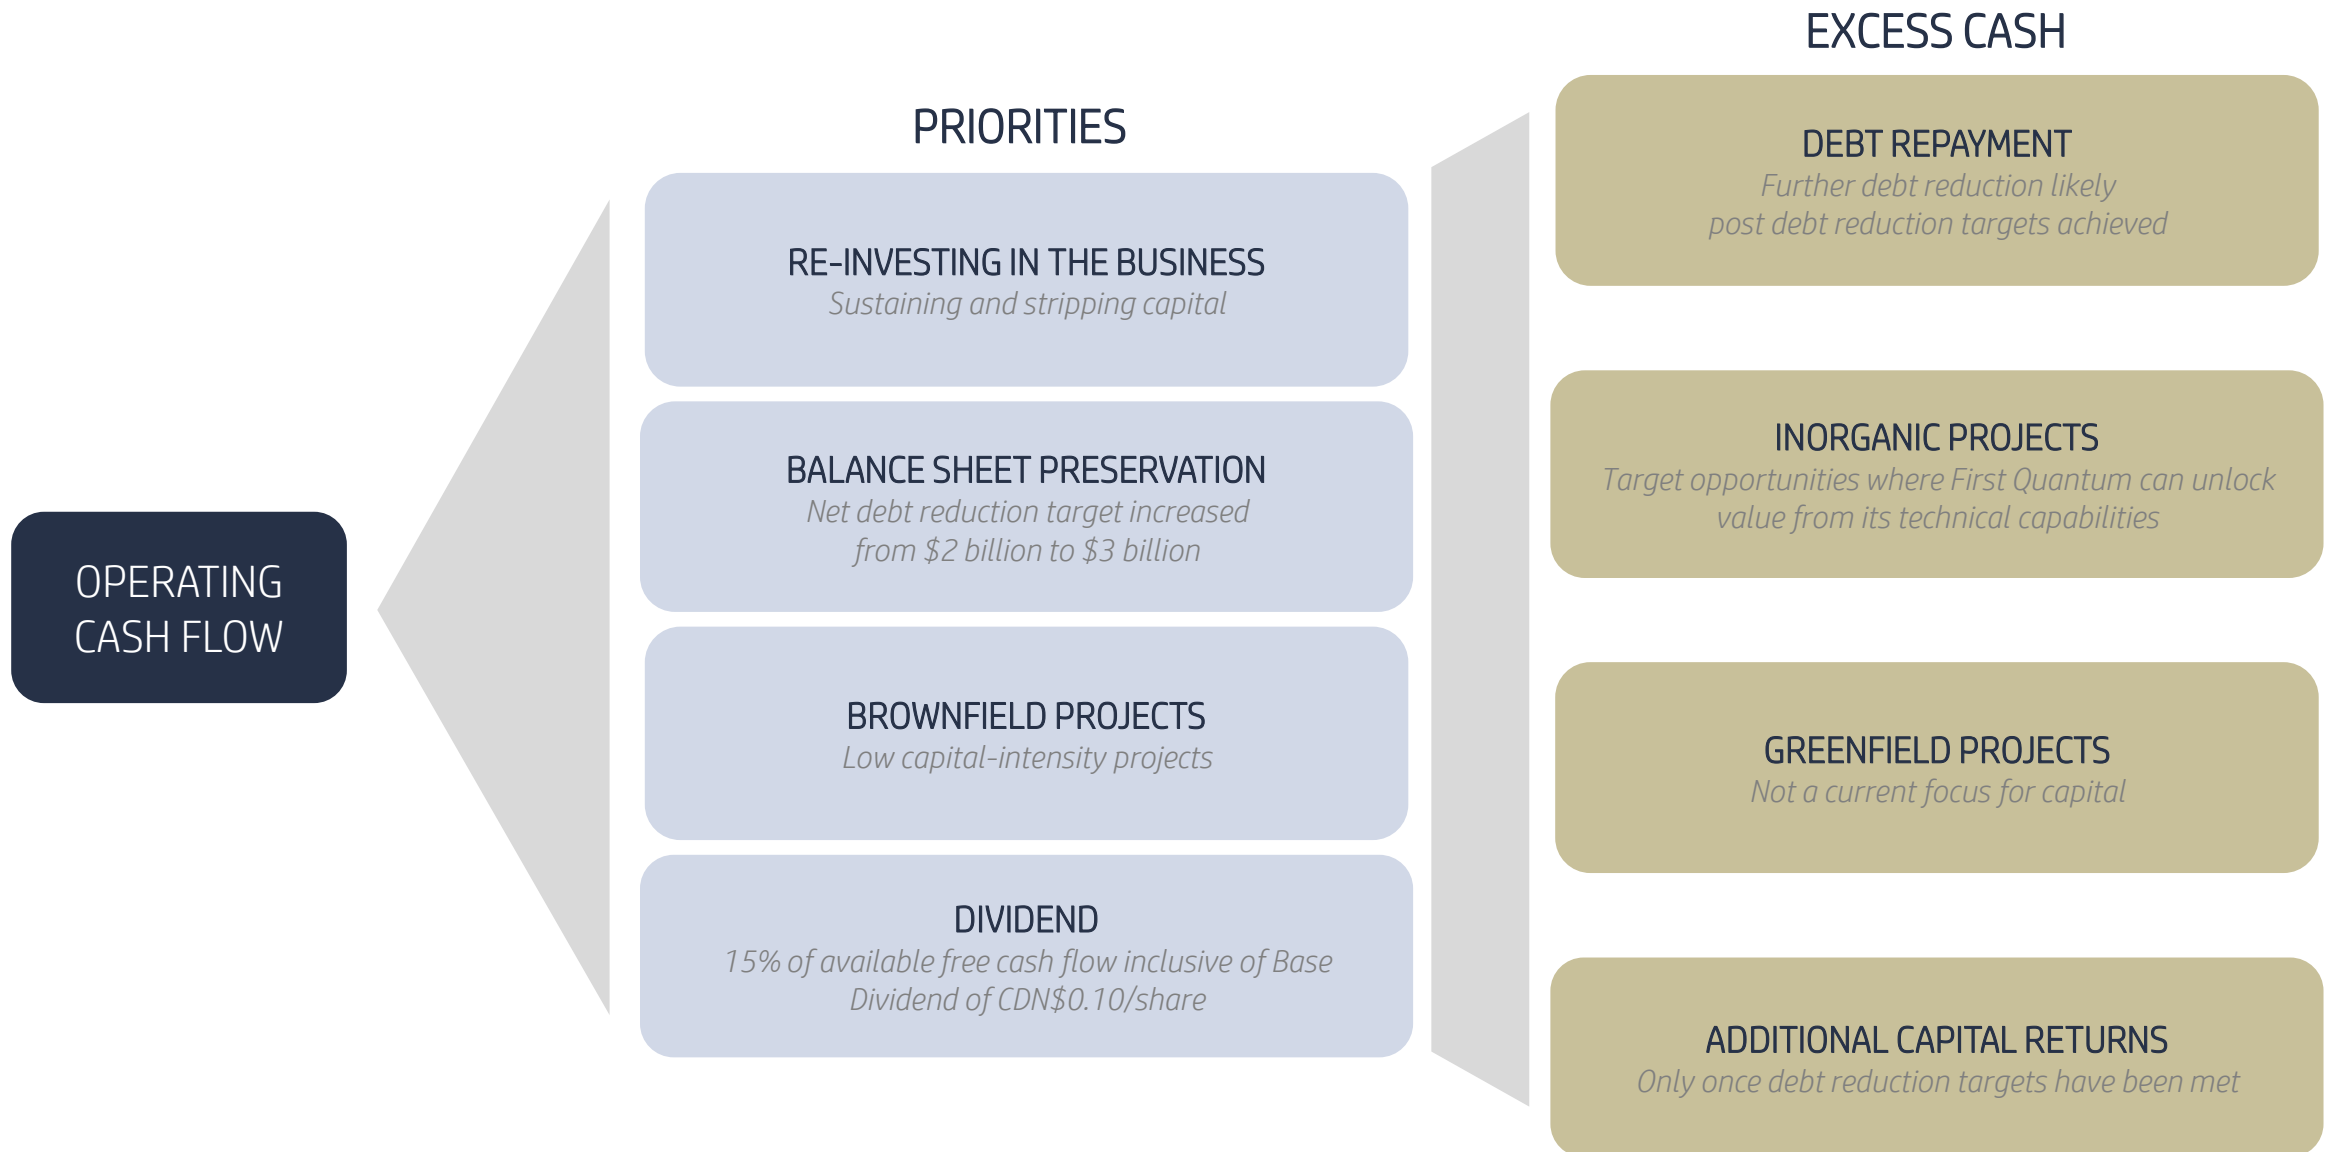 OPERATING
CASH FLOW
PRIORITIES
RE-INVESTING IN THE BUSINESS
Sustaining and stripping capital
BALANCE SHEET PRESERVATION
Net debt reduction target increased
from $2 billion to $3 billion
BROWNFIELD PROJECTS
Low capital-intensity projects
DIVIDEND
15% of available free cash flow inclusive of Base
Dividend of CDN$0.10/share
EXCESS CASH
DEBT REPAYMENT
Further debt reduction likely
post debt reduction targets achieved
INORGANIC PROJECTS
Target opportunities where First Quantum can unlock
value from its technical capabilities
GREENFIELD PROJECTS
Not a current focus for capital
ADDITIONAL CAPITAL RETURNS
Only once debt reduction targets have been met